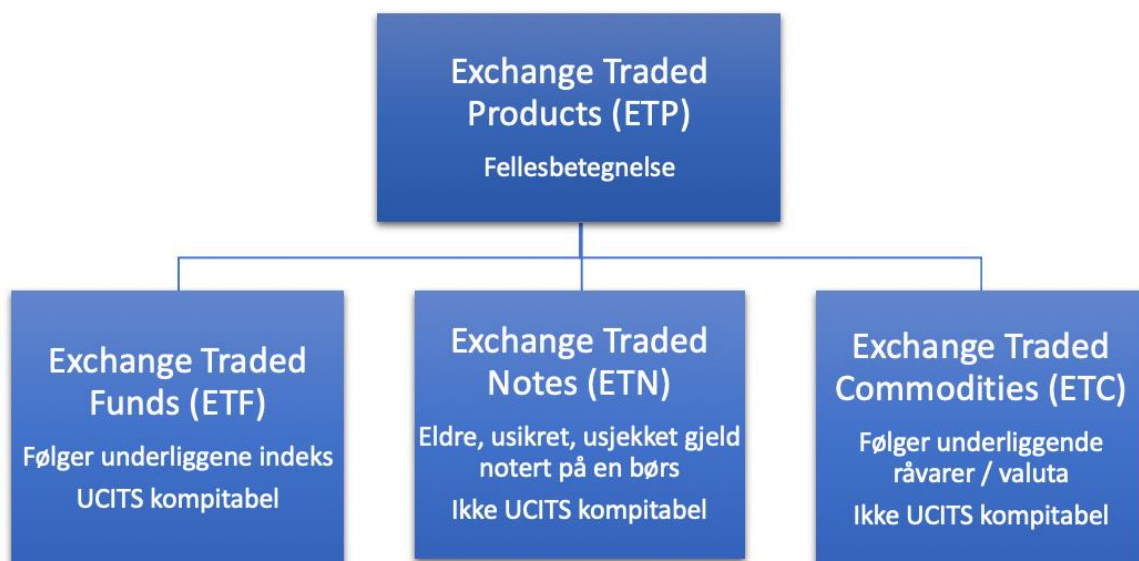 Exchange Traded
Products (ETP)
Fellesbetegnelse
Exchange Traded
Funds (ETF)
Følger underliggene indeks
UCITS kompitabel
Exchange Traded
Notes (ETN)
Eldre, usikret, usjekket gjeld
notert på en børs
Ikke UCITS kompitabel
Exchange Traded
Commodities (ETC)
Følger underliggende
råvarer / valuta
Ikke UCITS kompitabel